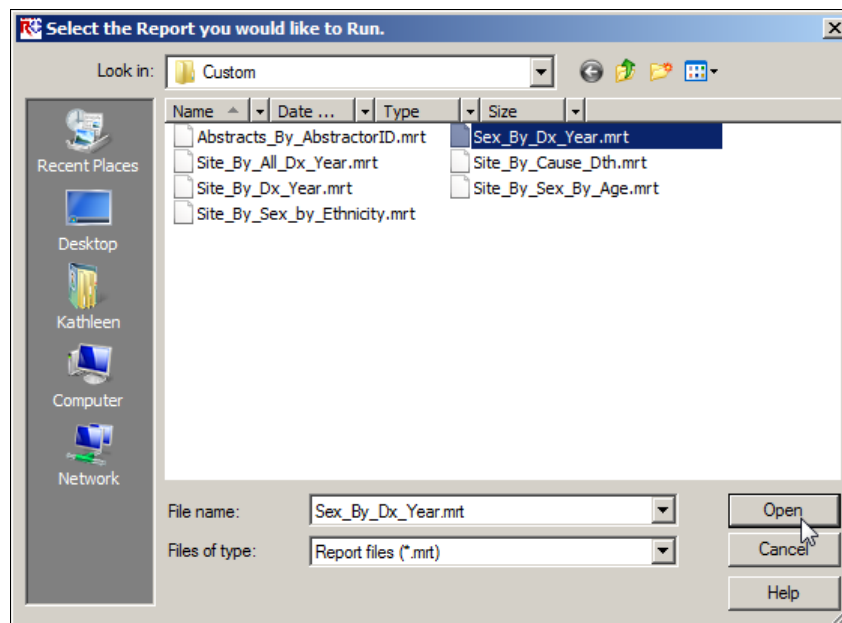 Select the Report you would like to Run.
Look in: Custom
Name Date ... Type Size
Abstracts_By_AbstractorID.mrt Sex_By_Dx_Year.mrt
Site_By_All_Dx_Year.mrt Site_By_Cause_Dth.mrt
Site_By_Dx_Year.mrt Site_By_Sex_By_Age.mrt
Site_By_Sex_by_Ethnicity.mrt
Recent Places
Desktop
Kathleen
Computer
Network
File name: Sex_By_Dx_Year.mrt Open
Files of type: Report files (*.mrt) Cancel
Help